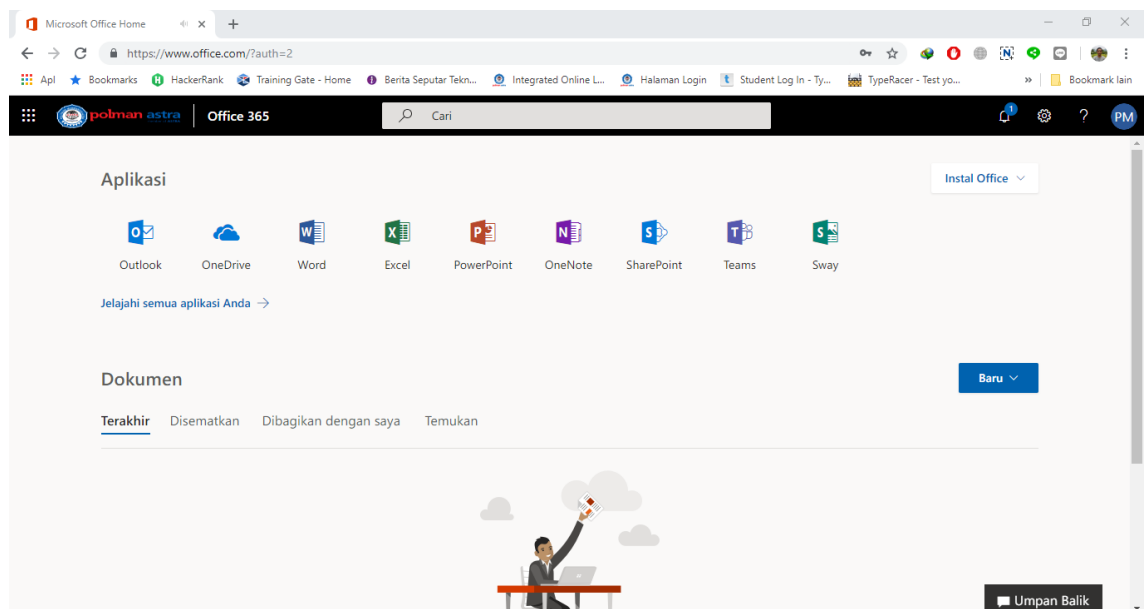 Microsoft Office Home
https://www.office.com/?auth=2
Apl Bookmarks HackerRank Training Gate - Home Berita Seputar Tekn... Integrated Online L... Halaman Login Student Log In - Ty... TypeRacer - Test yo... » Bookmark lain
polman astra Office 365 Cari 1 ? PM
Aplikasi Instal Office
Outlook OneDrive Word Excel PowerPoint OneNote SharePoint Teams Sway
Jelajahi semua aplikasi Anda →
Dokumen Baru
Terakhir Disematkan Dibagikan dengan saya Temukan
Umpan Balik